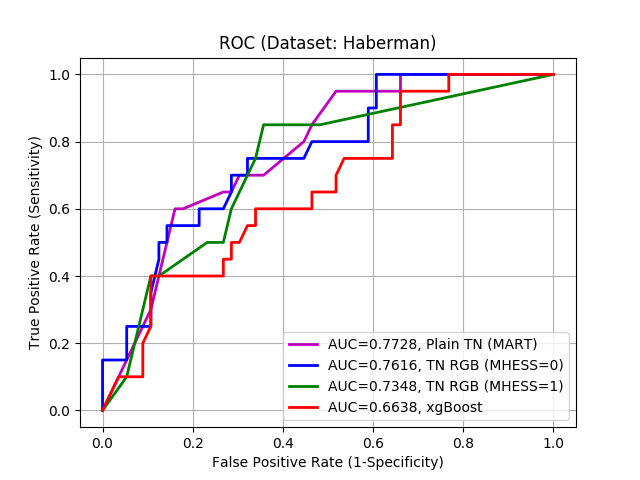 ROC (Dataset: Haberman)
True Positive Rate (Sensitivity)
1.0
0.8
0.6
0.4
0.2
0.0
AUC=0.7728, Plain TN (MART)
AUC=0.7616, TN RGB (MHESS=0)
AUC=0.7348, TN RGB (MHESS=1)
AUC=0.6638, xgBoost
0.0 0.2 0.4 0.6 0.8 1.0
False Positive Rate (1-Specificity)